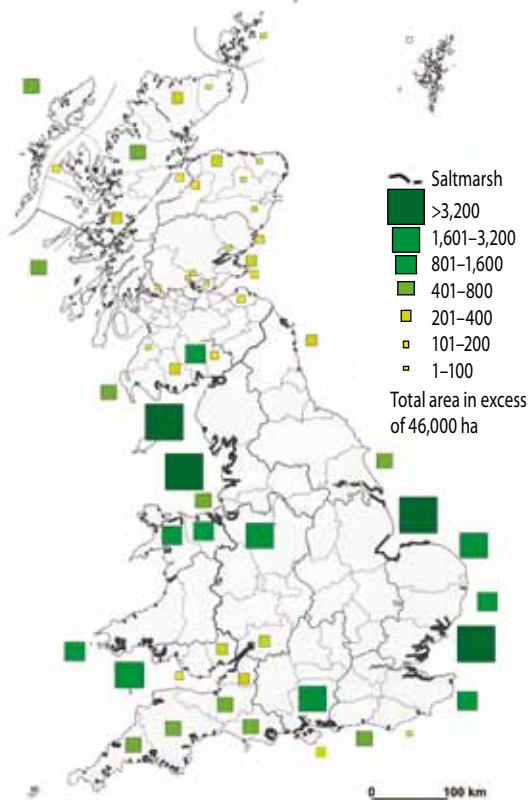 Saltmarsh
>3,200
1,601–3,200
801–1,600
401–800
201–400
101–200
1–100
Total area in excess
of 46,000 ha
0 100 km